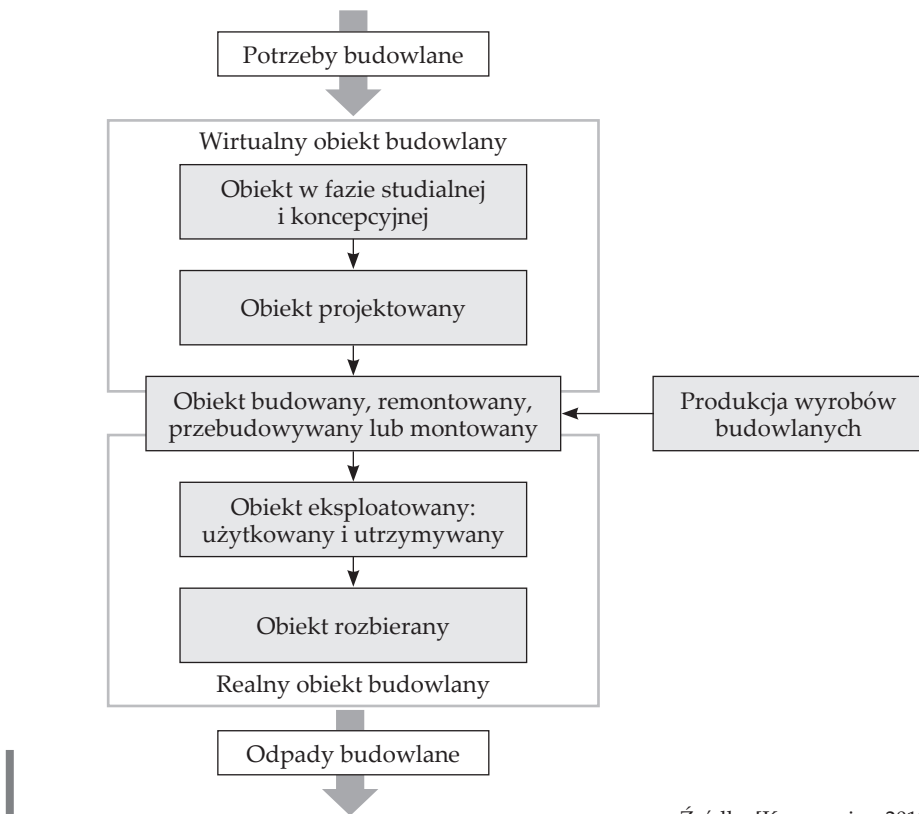 Potrzeby budowlane
Wirtualny obiekt budowlany
Obiekt w fazie studialnej
i koncepcyjnej
Obiekt projektowany
Obiekt budowany, remontowany,
przebudowywany lub montowany
Produkcja wyrobów
budowlanych
Obiekt eksploatowany:
użytkowany i utrzymywany
Obiekt rozbierany
Realny obiekt budowlany
Odpady budowlane